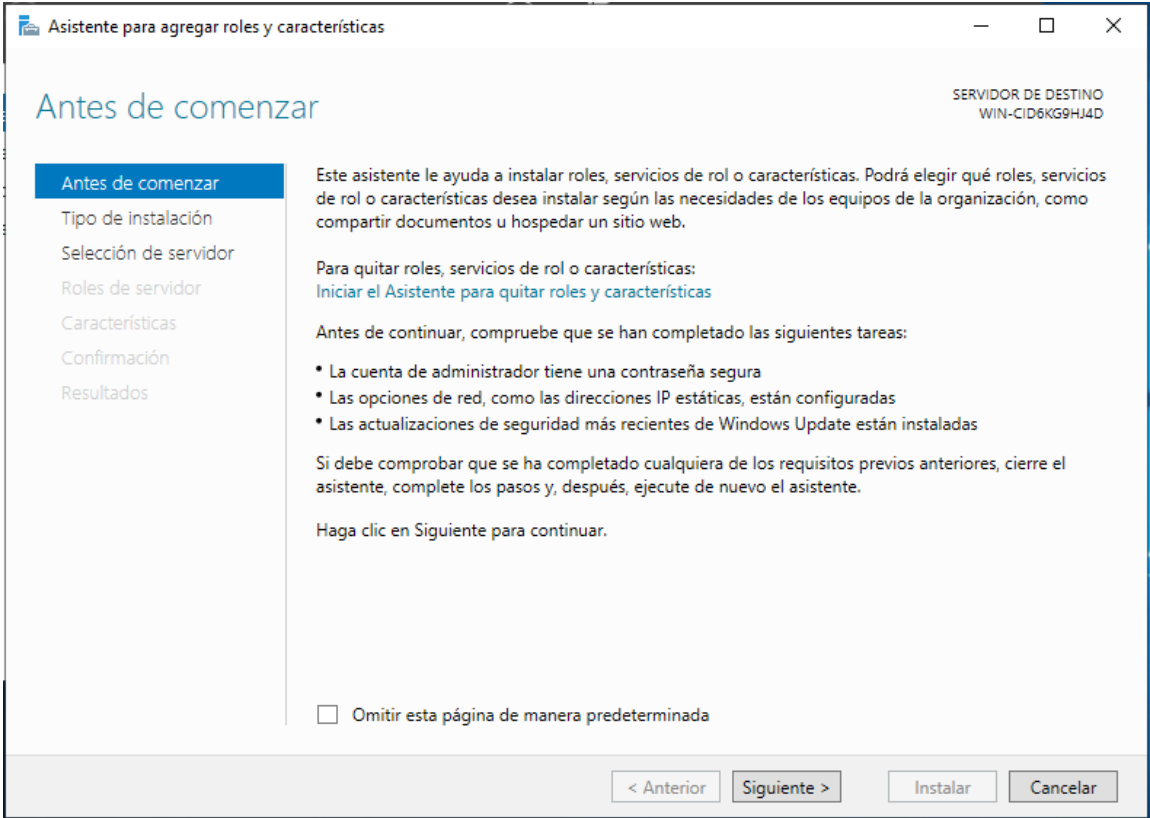 Asistente para agregar roles y características
Antes de comenzar
SERVIDOR DE DESTINO
WIN-CID6KG9HJ4D
Antes de comenzar
Tipo de instalación
Selección de servidor
Roles de servidor
Características
Confirmación
Resultados
Este asistente le ayuda a instalar roles, servicios de rol o características. Podrá elegir qué roles, servicios
de rol o características desea instalar según las necesidades de los equipos de la organización, como
compartir documentos u hospedar un sitio web.
Para quitar roles, servicios de rol o características:
Iniciar el Asistente para quitar roles y características
Antes de continuar, compruebe que se han completado las siguientes tareas:
• La cuenta de administrador tiene una contraseña segura
• Las opciones de red, como las direcciones IP estáticas, están configuradas
• Las actualizaciones de seguridad más recientes de Windows Update están instaladas
Si debe comprobar que se ha completado cualquiera de los requisitos previos anteriores, cierre el
asistente, complete los pasos y, después, ejecute de nuevo el asistente.
Haga clic en Siguiente para continuar.
Omitir esta página de manera predeterminada
< Anterior
Siguiente >
Instalar
Cancelar